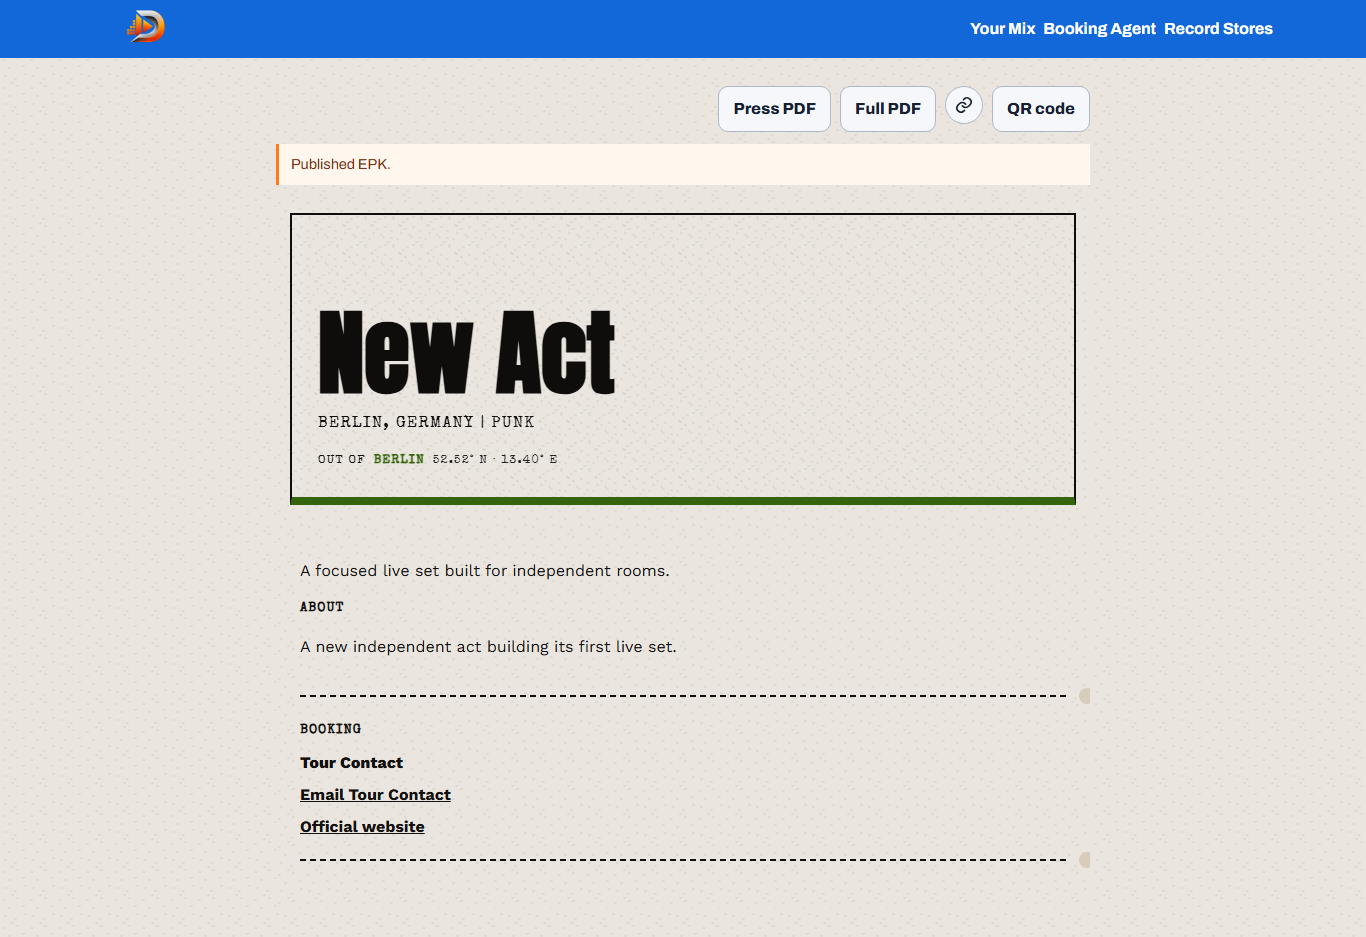 Your Mix Booking Agent Record Stores
Press PDF Full PDF QR code
Published EPK.
New Act
BERLIN, GERMANY | PUNK
OUT OF BERLIN 52.52° N · 13.40° E
A focused live set built for independent rooms.
ABOUT
A new independent act building its first live set.
BOOKING
Tour Contact
Email Tour Contact
Official website